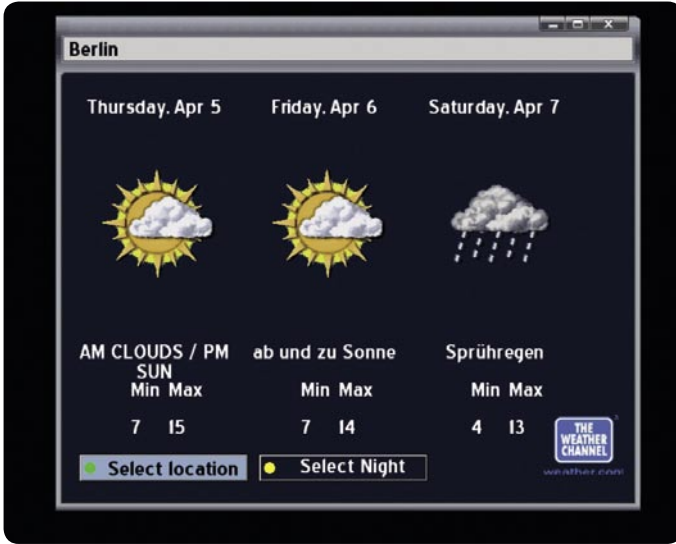 Berlin
Thursday, Apr 5 Friday, Apr 6 Saturday, Apr 7
AM CLOUDS / PM SUN
ab und zu Sonne
Sprühregen
Min Max Min Max Min Max
7 15 7 14 4 13
Select location Select Night
THE
WEATHER
CHANNEL
weather.com